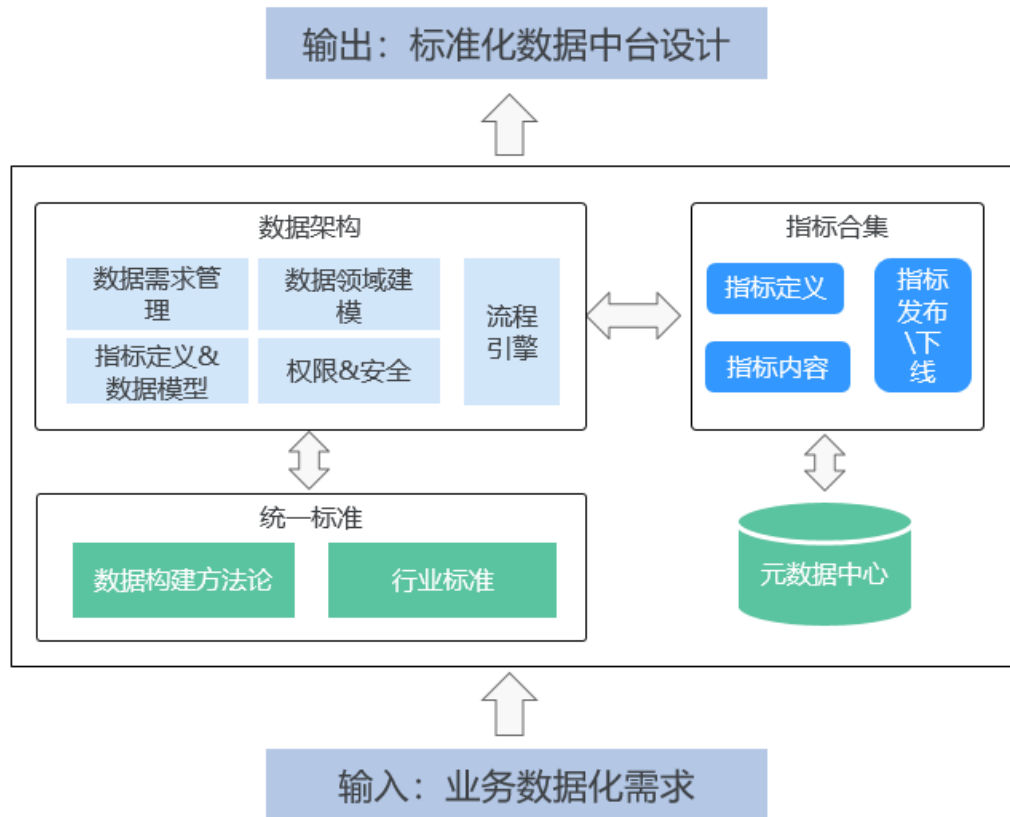 输出：标准化数据中台设计
数据架构
数据需求管
理
数据领域建
模
流程
引擎
指标定义&
数据模型
权限&安全
指标合集
指标定义
指标内容
指标
发布
\下
线
统一标准
数据构建方法论
行业标准
元数据中心
输入：业务数据化需求